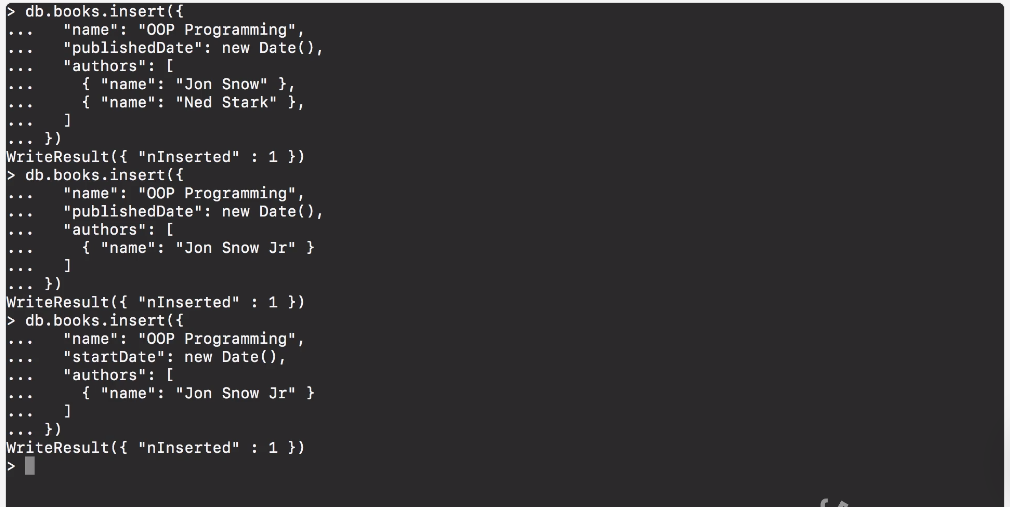 > db.books.insert({
...   "name": "OOP Programming",
...   "publishedDate": new Date(),
...   "authors": [
...     { "name": "Jon Snow" },
...     { "name": "Ned Stark" },
...   ]
... })
WriteResult({ "nInserted" : 1 })
> db.books.insert({
...   "name": "OOP Programming",
...   "publishedDate": new Date(),
...   "authors": [
...     { "name": "Jon Snow Jr" }
...   ]
... })
WriteResult({ "nInserted" : 1 })
> db.books.insert({
...   "name": "OOP Programming",
...   "startDate": new Date(),
...   "authors": [
...     { "name": "Jon Snow Jr" }
...   ]
... })
WriteResult({ "nInserted" : 1 })
>